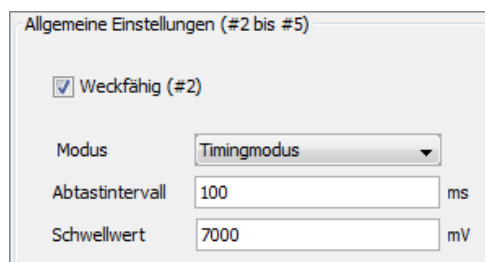 Allgemeine Einstellungen (#2 bis #5)
Weckfähig (#2)
Modus Timingmodus
Abtastintervall 100 ms
Schwellwert 7000 mV